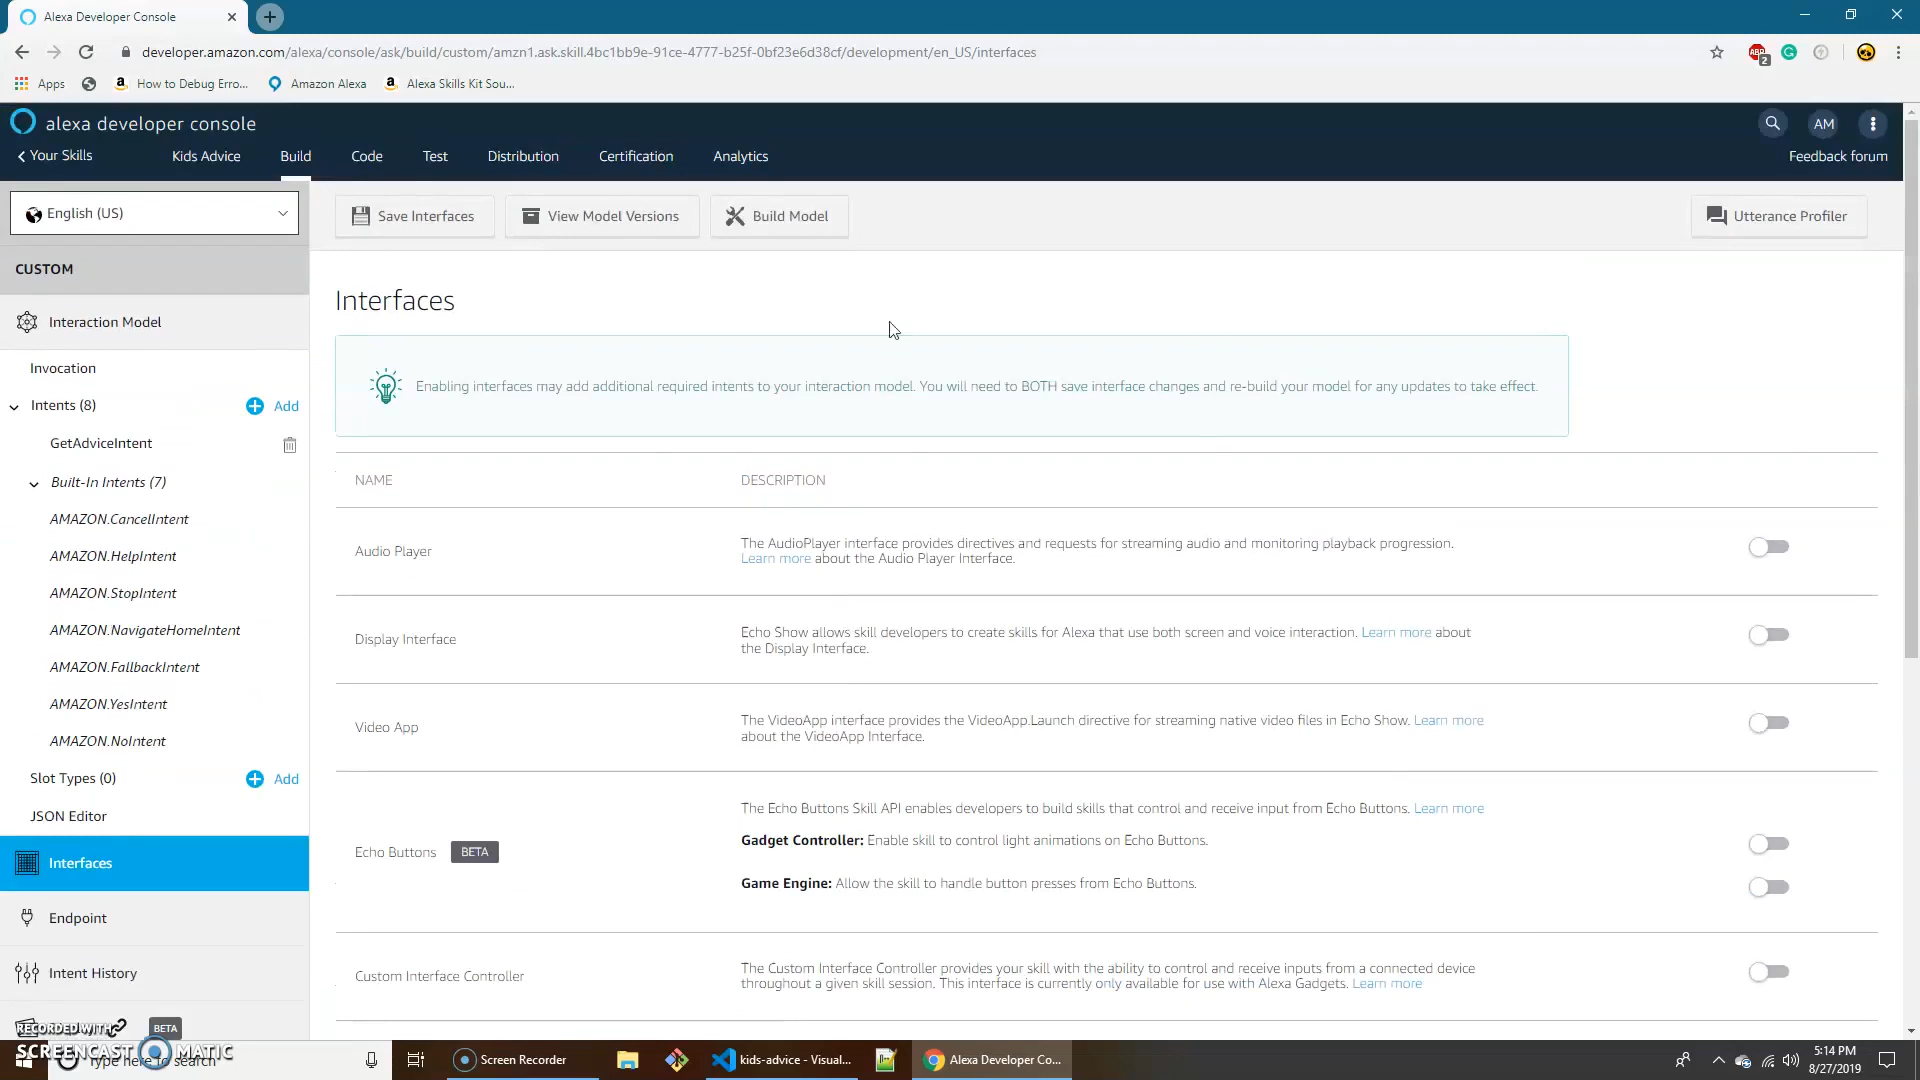 Alexa Developer Console
developer.amazon.com/alexa/console/ask/build/custom/amzn1.ask.skill.4bc1bb9e-91ce-4777-b25f-0bf23e6d38cf/development/en_US/interfaces
ABP
2
Apps
How to Debug Erro...
Amazon Alexa
Alexa Skills Kit Sou...
alexa developer console
AM
Your Skills
Kids Advice
Build
Code
Test
Distribution
Certification
Analytics
Feedback forum
English (US)
Save Interfaces
View Model Versions
Build Model
Utterance Profiler
CUSTOM
Interaction Model
Invocation
Intents (8)
Add
GetAdviceIntent
Built-In Intents (7)
AMAZON.CancelIntent
AMAZON.HelpIntent
AMAZON.StopIntent
AMAZON.NavigateHomeIntent
AMAZON.FallbackIntent
AMAZON.YesIntent
AMAZON.NoIntent
Slot Types (0)
Add
JSON Editor
Interfaces
Endpoint
Intent History
BETA
Interfaces
Enabling interfaces may add additional required intents to your interaction model. You will need to BOTH save interface changes and re-build your model for any updates to take effect.
NAME
DESCRIPTION
Audio Player
The AudioPlayer interface provides directives and requests for streaming audio and monitoring playback progression.
Learn more about the Audio Player Interface.
Display Interface
Echo Show allows skill developers to create skills for Alexa that use both screen and voice interaction. Learn more about
the Display Interface.
Video App
The VideoApp interface provides the VideoApp.Launch directive for streaming native video files in Echo Show. Learn more
about the VideoApp Interface.
Echo Buttons
BETA
The Echo Buttons Skill API enables developers to build skills that control and receive input from Echo Buttons. Learn more
Gadget Controller: Enable skill to control light animations on Echo Buttons.
Game Engine: Allow the skill to handle button presses from Echo Buttons.
Custom Interface Controller
The Custom Interface Controller provides your skill with the ability to control and receive inputs from a connected device
throughout a given skill session. This interface is currently only available for use with Alexa Gadgets. Learn more
RECORDED WITH
SCREENCAST MATIC
Type here to search
Screen Recorder
kids-advice - Visual...
Alexa Developer Co...
5:14 PM
8/27/2019